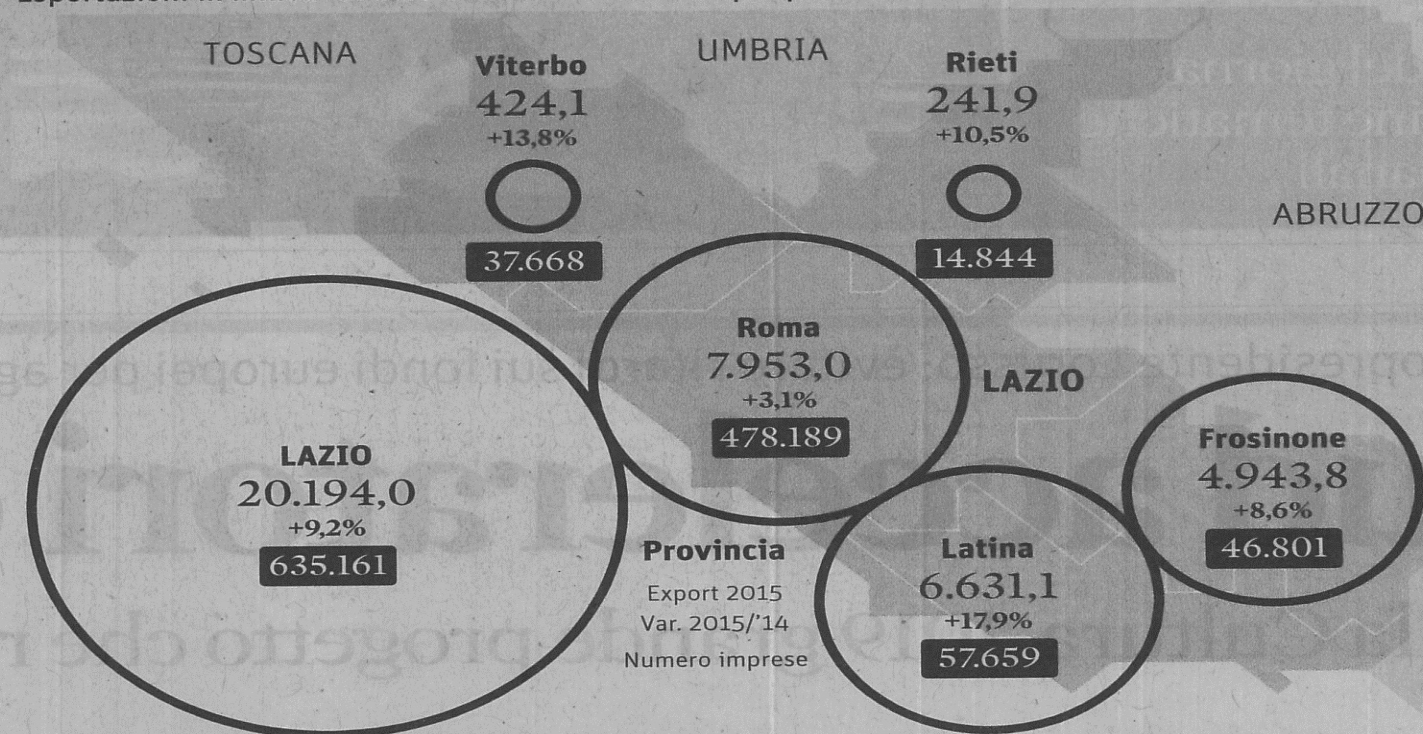 TOSCANA
UMBRIA
ABRUZZO
Viterbo
424,1
+13,8%
37.668
Rieti
241,9
+10,5%
14.844
Roma
7.953,0
+3,1%
478.189
LAZIO
LAZIO
20.194,0
+9,2%
635.161
Frosinone
4.943,8
+8,6%
46.801
Latina
6.631,1
+17,9%
57.659
Provincia
Export 2015
Var. 2015/'14
Numero imprese